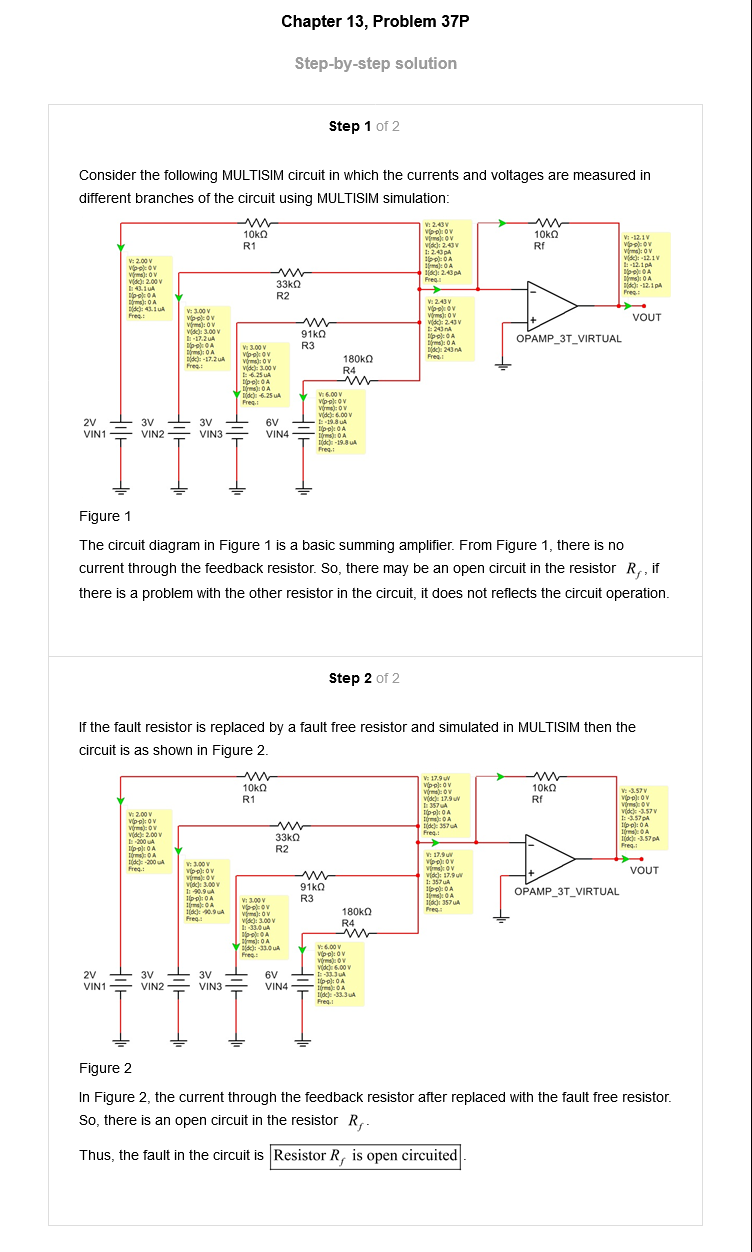 Chapter 13, Problem 37P
Step-by-step solution
Step 1 of 2
Consider the following MULTISIM circuit in which the currents and voltages are measured in
different branches of the circuit using MULTISIM simulation:
10kΩ
R1
33kΩ
R2
91kΩ
R3
180kΩ
R4
10kΩ
Rf
V: 2.00 V
V(p-p): 0 V
V(rms): 0 V
V(dc): 2.00 V
I: 43.1 uA
I(p-p): 0 A
I(rms): 0 A
I(dc): 43.1 uA
Freq.:
V: 3.00 V
V(p-p): 0 V
V(rms): 0 V
V(dc): 3.00 V
I: -17.2 uA
I(p-p): 0 A
I(rms): 0 A
I(dc): -17.2 uA
Freq.:
V: 3.00 V
V(p-p): 0 V
V(rms): 0 V
V(dc): 3.00 V
I: -6.25 uA
I(p-p): 0 A
I(rms): 0 A
I(dc): -6.25 uA
Freq.:
V: 6.00 V
V(p-p): 0 V
V(rms): 0 V
V(dc): 6.00 V
I: -19.8 uA
I(p-p): 0 A
I(rms): 0 A
I(dc): -19.8 uA
Freq.:
V: 2.43 V
V(p-p): 0 V
V(rms): 0 V
V(dc): 2.43 V
I: 2.43 pA
I(p-p): 0 A
I(rms): 0 A
I(dc): 2.43 pA
Freq.:
V: 2.43 V
V(p-p): 0 V
V(rms): 0 V
V(dc): 2.43 V
I: 243 nA
I(p-p): 0 A
I(rms): 0 A
I(dc): 243 nA
Freq.:
V: -12.1 V
V(p-p): 0 V
V(rms): 0 V
V(dc): -12.1 V
I: -12.1 pA
I(p-p): 0 A
I(rms): 0 A
I(dc): -12.1 pA
Freq.:
VOUT
OPAMP_3T_VIRTUAL
2V
VIN1
3V
VIN2
3V
VIN3
6V
VIN4
Figure 1
The circuit diagram in Figure 1 is a basic summing amplifier. From Figure 1, there is no
current through the feedback resistor. So, there may be an open circuit in the resistor R_f, if
there is a problem with the other resistor in the circuit, it does not reflects the circuit operation.
Step 2 of 2
If the fault resistor is replaced by a fault free resistor and simulated in MULTISIM then the
circuit is as shown in Figure 2.
10kΩ
R1
33kΩ
R2
91kΩ
R3
180kΩ
R4
10kΩ
Rf
V: 2.00 V
V(p-p): 0 V
V(rms): 0 V
V(dc): 2.00 V
I: -200 uA
I(p-p): 0 A
I(rms): 0 A
I(dc): -200 uA
Freq.:
V: 3.00 V
V(p-p): 0 V
V(rms): 0 V
V(dc): 3.00 V
I: -90.9 uA
I(p-p): 0 A
I(rms): 0 A
I(dc): -90.9 uA
Freq.:
V: 3.00 V
V(p-p): 0 V
V(rms): 0 V
V(dc): 3.00 V
I: -33.0 uA
I(p-p): 0 A
I(rms): 0 A
I(dc): -33.0 uA
Freq.:
V: 6.00 V
V(p-p): 0 V
V(rms): 0 V
V(dc): 6.00 V
I: -33.3 uA
I(p-p): 0 A
I(rms): 0 A
I(dc): -33.3 uA
Freq.:
V: 17.9 uV
V(p-p): 0 V
V(rms): 0 V
V(dc): 17.9 uV
I: 357 uA
I(p-p): 0 A
I(rms): 0 A
I(dc): 357 uA
Freq.:
V: 17.9 uV
V(p-p): 0 V
V(rms): 0 V
V(dc): 17.9 uV
I: 357 uA
I(p-p): 0 A
I(rms): 0 A
I(dc): 357 uA
Freq.:
V: -3.57 V
V(p-p): 0 V
V(rms): 0 V
V(dc): -3.57 V
I: -3.57 pA
I(p-p): 0 A
I(rms): 0 A
I(dc): -3.57 pA
Freq.:
VOUT
OPAMP_3T_VIRTUAL
2V
VIN1
3V
VIN2
3V
VIN3
6V
VIN4
Figure 2
In Figure 2, the current through the feedback resistor after replaced with the fault free resistor.
So, there is an open circuit in the resistor R_f.
Thus, the fault in the circuit is Resistor R_f is open circuited.